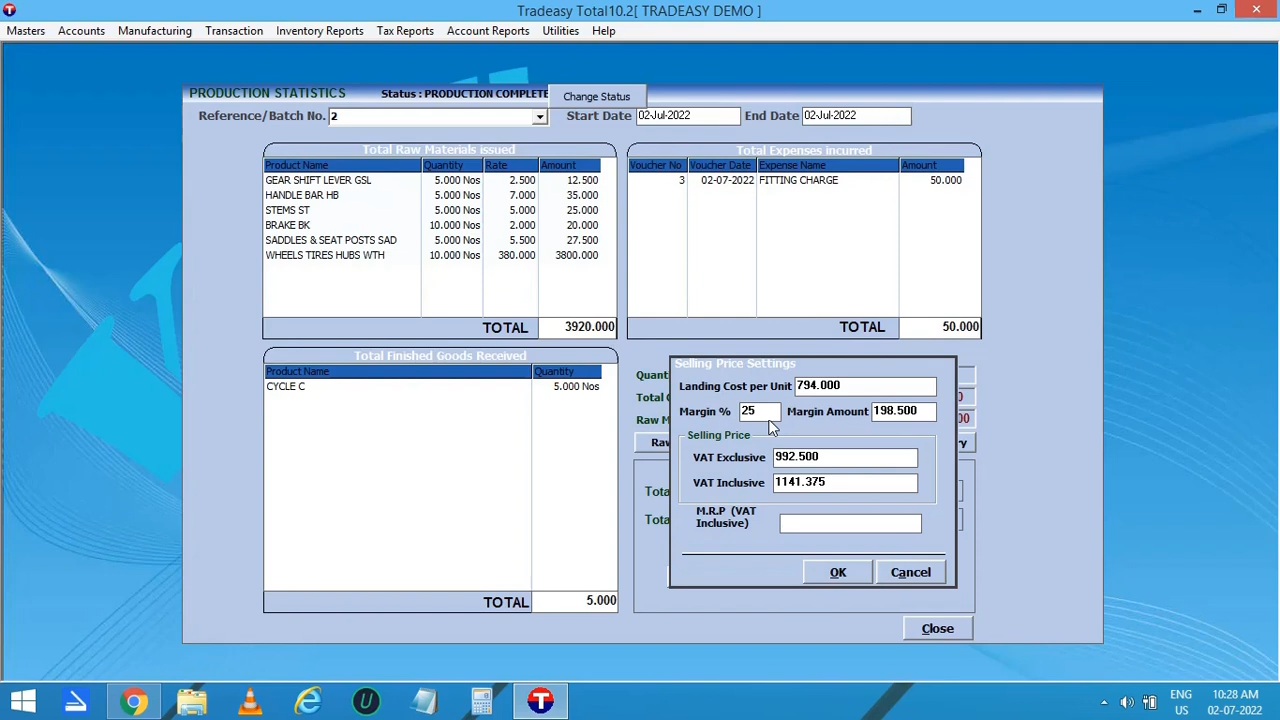 Tradeasy Total10.2[ TRADEASY DEMO ]
Masters Accounts Manufacturing Transaction Inventory Reports Tax Reports Account Reports Utilities Help
PRODUCTION STATISTICS Status : PRODUCTION COMPLETE Change Status
Reference/Batch No. 2 Start Date 02-Jul-2022 End Date 02-Jul-2022
Total Raw Materials issued
Product Name Quantity Rate Amount
GEAR SHIFT LEVER GSL 5.000 Nos 2.500 12.500
HANDLE BAR HB 5.000 Nos 7.000 35.000
STEMS ST 5.000 Nos 5.000 25.000
BRAKE BK 10.000 Nos 2.000 20.000
SADDLES & SEAT POSTS SAD 5.000 Nos 5.500 27.500
WHEELS TIRES HUBS WTH 10.000 Nos 380.000 3800.000
TOTAL 3920.000
Total Expenses incurred
Voucher No Voucher Date Expense Name Amount
3 02-07-2022 FITTING CHARGE 50.000
TOTAL 50.000
Total Finished Goods Received
Product Name Quantity
CYCLE C 5.000 Nos
TOTAL 5.000
Selling Price Settings
Landing Cost per Unit 794.000
Margin % 25 Margin Amount 198.500
Selling Price
VAT Exclusive 992.500
VAT Inclusive 1141.375
M.R.P (VAT
Inclusive)
OK Cancel
Close
ENG
US
10:28 AM
02-07-2022